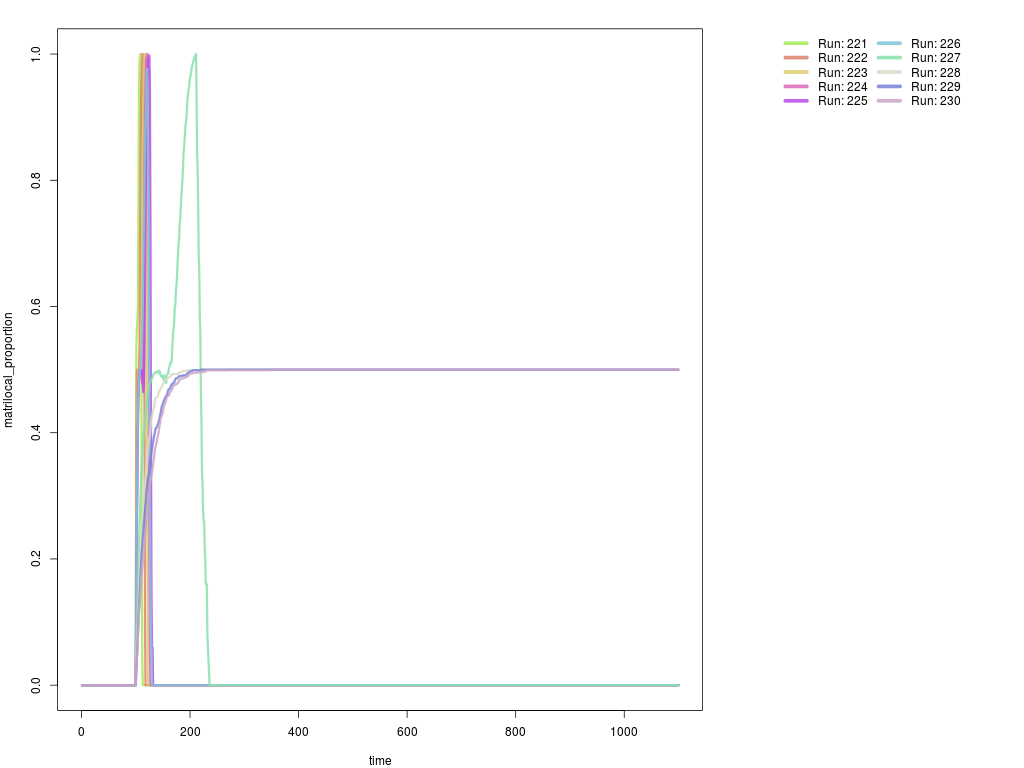 Run: 221 Run: 226
Run: 222 Run: 227
Run: 223 Run: 228
Run: 224 Run: 229
Run: 225 Run: 230
matrilocal_proportion
1.0
0.8
0.6
0.4
0.2
0.0
0 200 400 600 800 1000
time